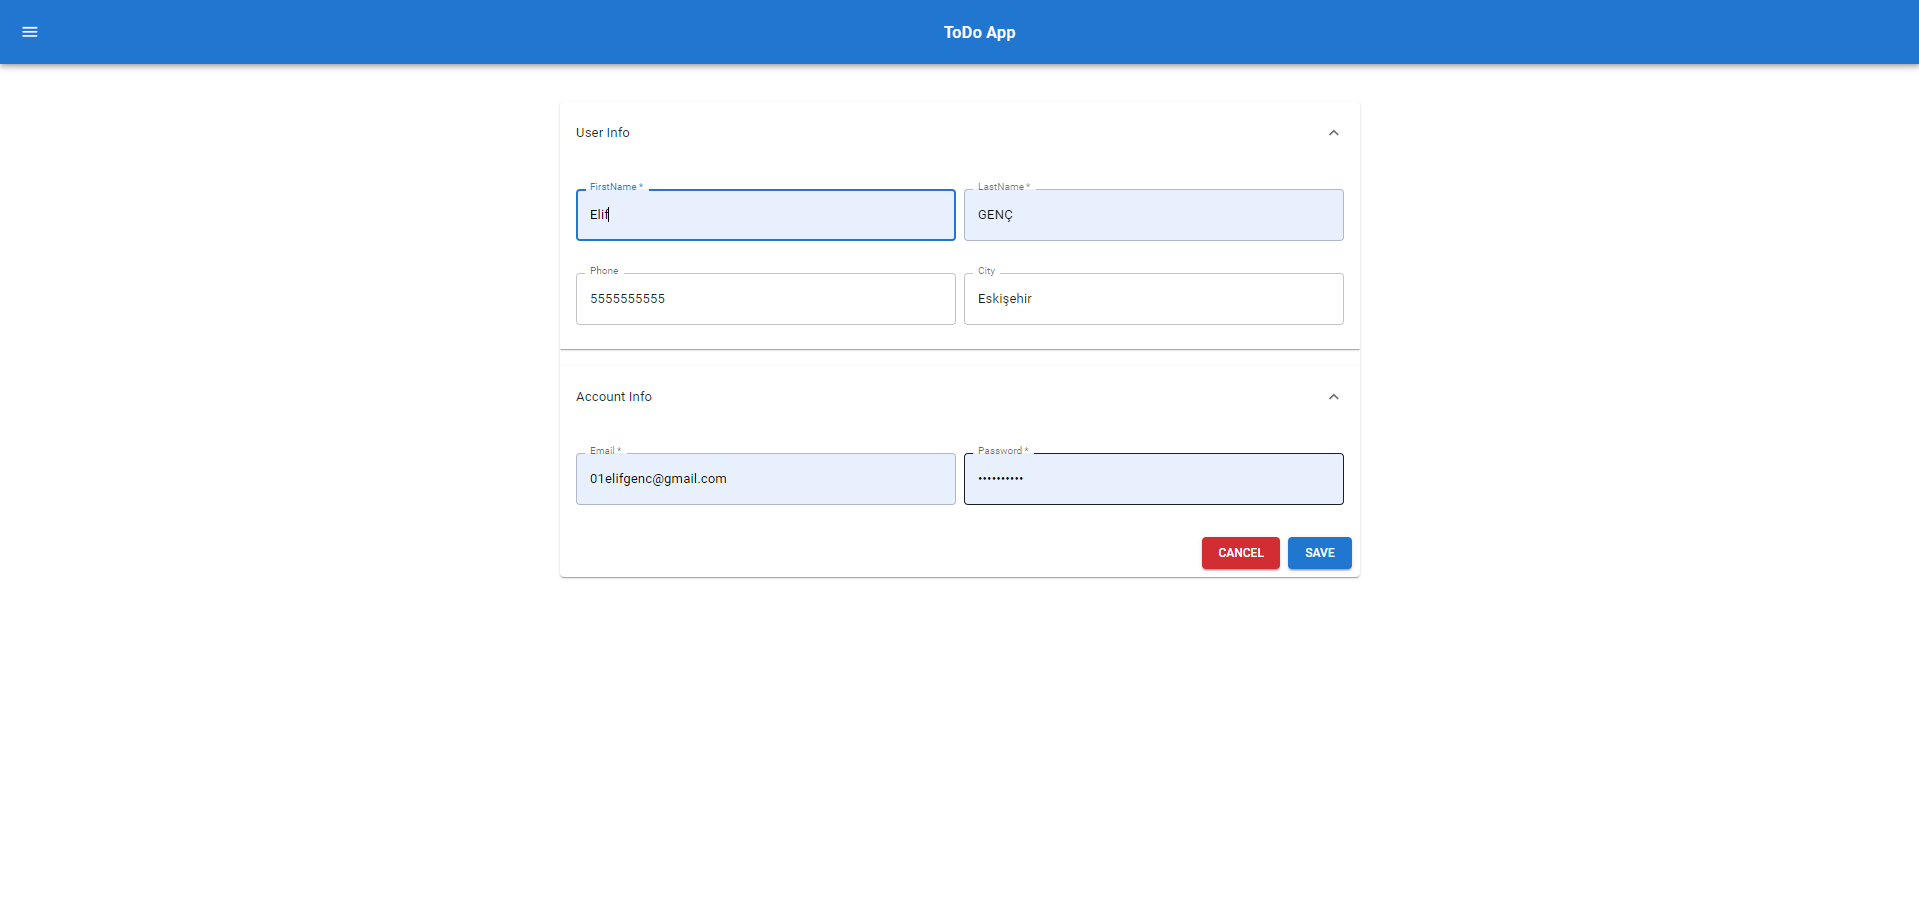 ToDo App
User Info
FirstName *
Elif
LastName *
GENÇ
Phone
5555555555
City
Eskişehir
Account Info
Email *
01elifgenc@gmail.com
Password *
••••••••••
CANCEL
SAVE